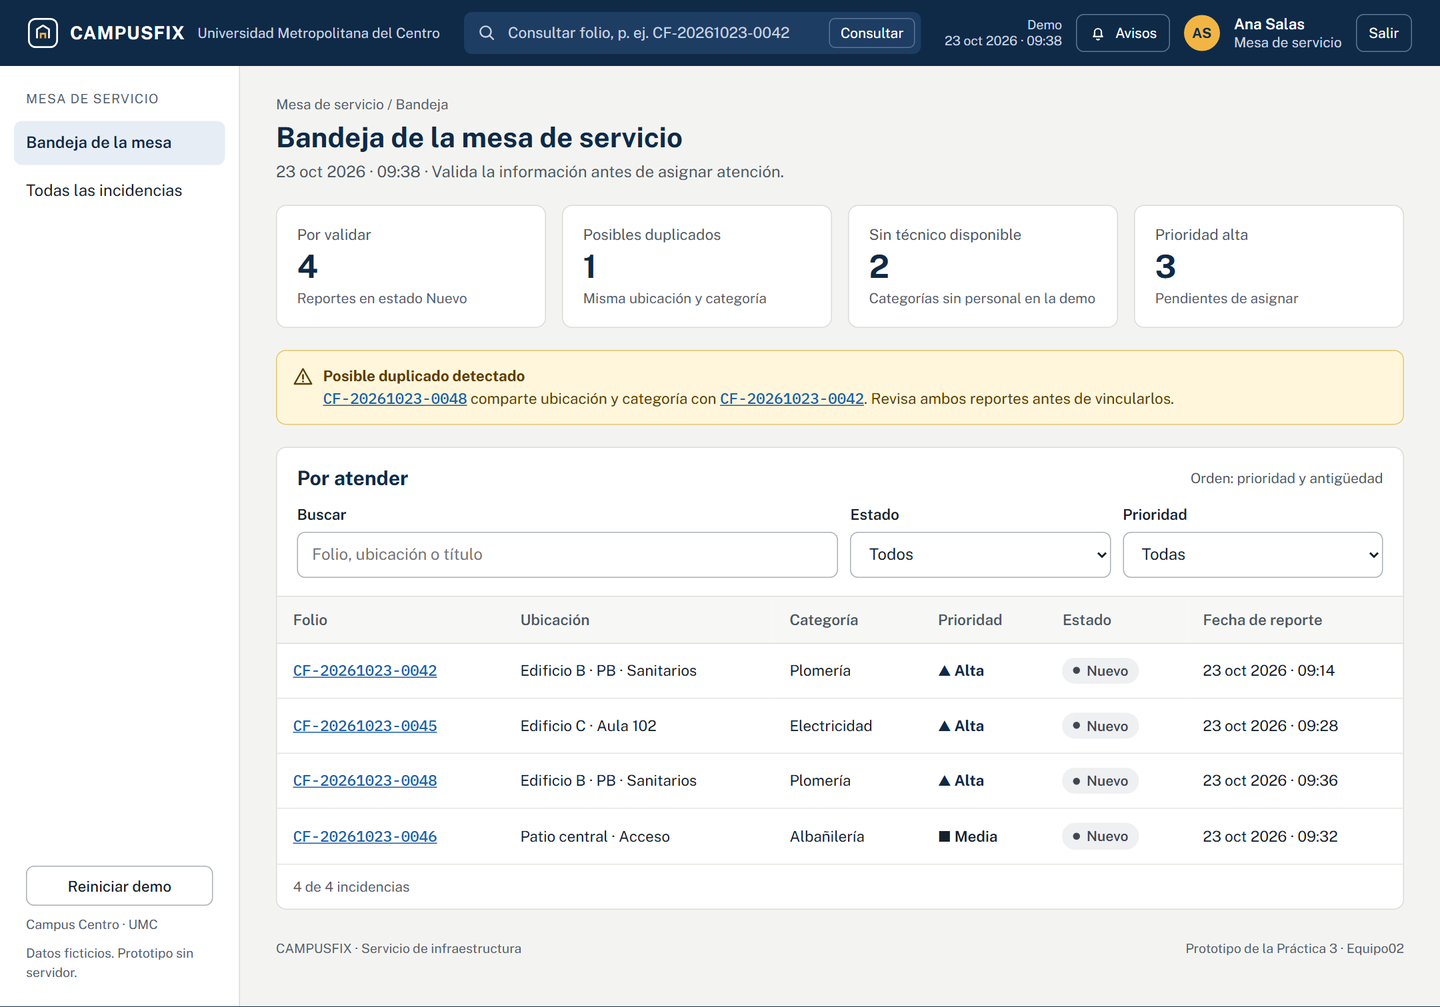 CAMPUSFIX Universidad Metropolitana del Centro Consultar folio, p. ej. CF-20261023-0042 Consultar Demo 23 oct 2026 · 09:38 Avisos AS Ana Salas Mesa de servicio Salir
MESA DE SERVICIO
Bandeja de la mesa
Todas las incidencias
Reiniciar demo
Campus Centro · UMC
Datos ficticios. Prototipo sin
servidor.
Mesa de servicio / Bandeja
Bandeja de la mesa de servicio
23 oct 2026 · 09:38 · Valida la información antes de asignar atención.
Por validar
4
Reportes en estado Nuevo
Posibles duplicados
1
Misma ubicación y categoría
Sin técnico disponible
2
Categorías sin personal en la demo
Prioridad alta
3
Pendientes de asignar
Posible duplicado detectado
CF-20261023-0048 comparte ubicación y categoría con CF-20261023-0042. Revisa ambos reportes antes de vincularlos.
Por atender Orden: prioridad y antigüedad
Buscar Estado Prioridad
Folio, ubicación o título Todos Todas
Folio Ubicación Categoría Prioridad Estado Fecha de reporte
CF-20261023-0042 Edificio B · PB · Sanitarios Plomería ▲ Alta Nuevo 23 oct 2026 · 09:14
CF-20261023-0045 Edificio C · Aula 102 Electricidad ▲ Alta Nuevo 23 oct 2026 · 09:28
CF-20261023-0048 Edificio B · PB · Sanitarios Plomería ▲ Alta Nuevo 23 oct 2026 · 09:36
CF-20261023-0046 Patio central · Acceso Albañilería ■ Media Nuevo 23 oct 2026 · 09:32
4 de 4 incidencias
CAMPUSFIX · Servicio de infraestructura Prototipo de la Práctica 3 · Equipo02